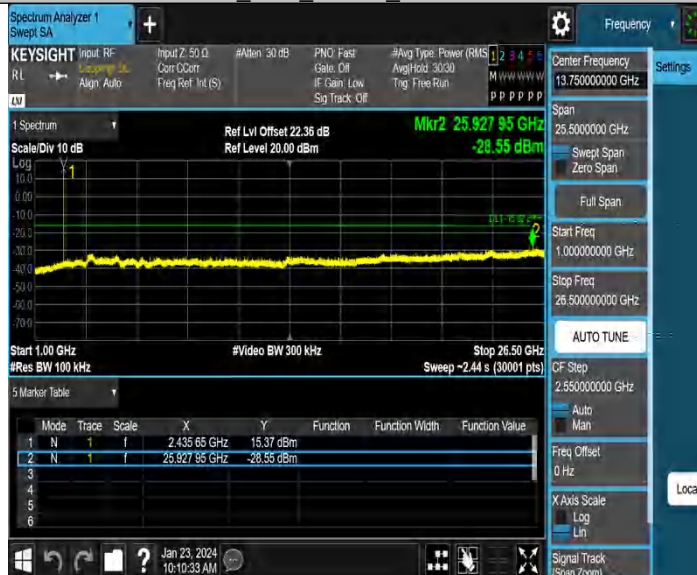 Spectrum Analyzer 1
Swept SA
Frequency
KEYSIGHT
RL
Input: RF
Align: Auto
Input Z: 50 Ω
Corr CCorr
Freq Ref: Int (S)
#Atten: 30 dB
PNO: Fast
Gate: Off
IF Gain: Low
Sig Track: Off
#Avg Type: Power (RMS
Avg|Hold: 30/30
Trig: Free Run
1 2 3 4 5 6
M W W W W W
P P P P P P
LXI
1 Spectrum
Scale/Div 10 dB
Ref Lvl Offset 22.36 dB
Ref Level 20.00 dBm
Mkr2 25.927 95 GHz
-28.55 dBm
Log
10.0
0.00
-10.0
-20.0
-30.0
-40.0
-50.0
-60.0
-70.0
1
2
Start 1.00 GHz
#Res BW 100 kHz
#Video BW 300 kHz
Stop 26.50 GHz
Sweep ~2.44 s (30001 pts)
5 Marker Table
Mode Trace Scale X Y Function Function Width Function Value
1 N 1 f 2.435 65 GHz 15.37 dBm
2 N 1 f 25.927 95 GHz -28.55 dBm
3
4
5
6
?
Jan 23, 2024
10:10:33 AM
Center Frequency
13.750000000 GHz
Settings
Span
25.5000000 GHz
Swept Span
Zero Span
Full Span
Start Freq
1.000000000 GHz
Stop Freq
26.500000000 GHz
AUTO TUNE
CF Step
2.550000000 GHz
Auto
Man
Freq Offset
0 Hz
Loca
X Axis Scale
Log
Lin
Signal Track
(Span Zoom)